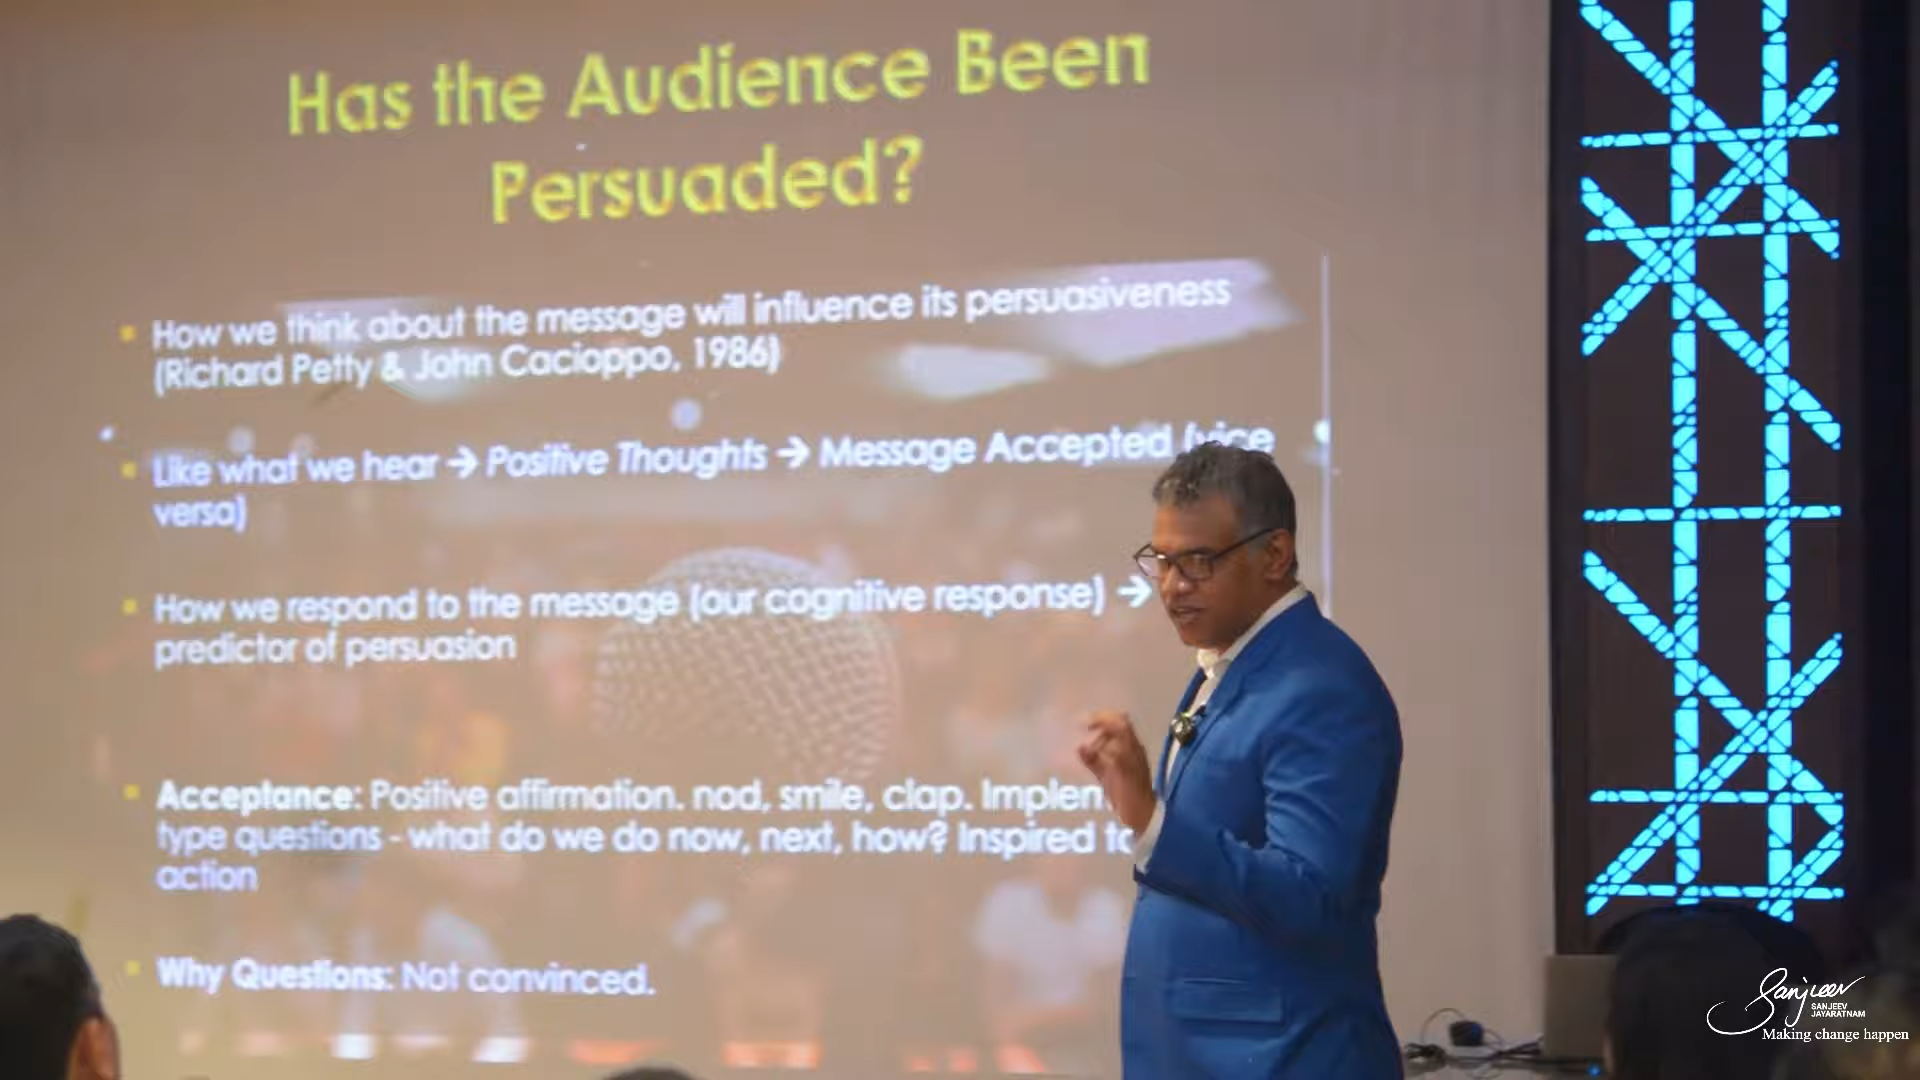 Has the Audience Been
Persuaded?
How we think about the message will influence its persuasiveness
(Richard Petty & John Cacioppo, 1986)
Like what we hear → Positive Thoughts → Message Accepted (vice
versa)
How we respond to the message (our cognitive response) →
predictor of persuasion
Acceptance: Positive affirmation. nod, smile, clap. Implem
type questions - what do we do now, next, how? Inspired to
action
Why Questions: Not convinced.
Sanjeev
SANJEEV
JAYARATNAM
Making change happen